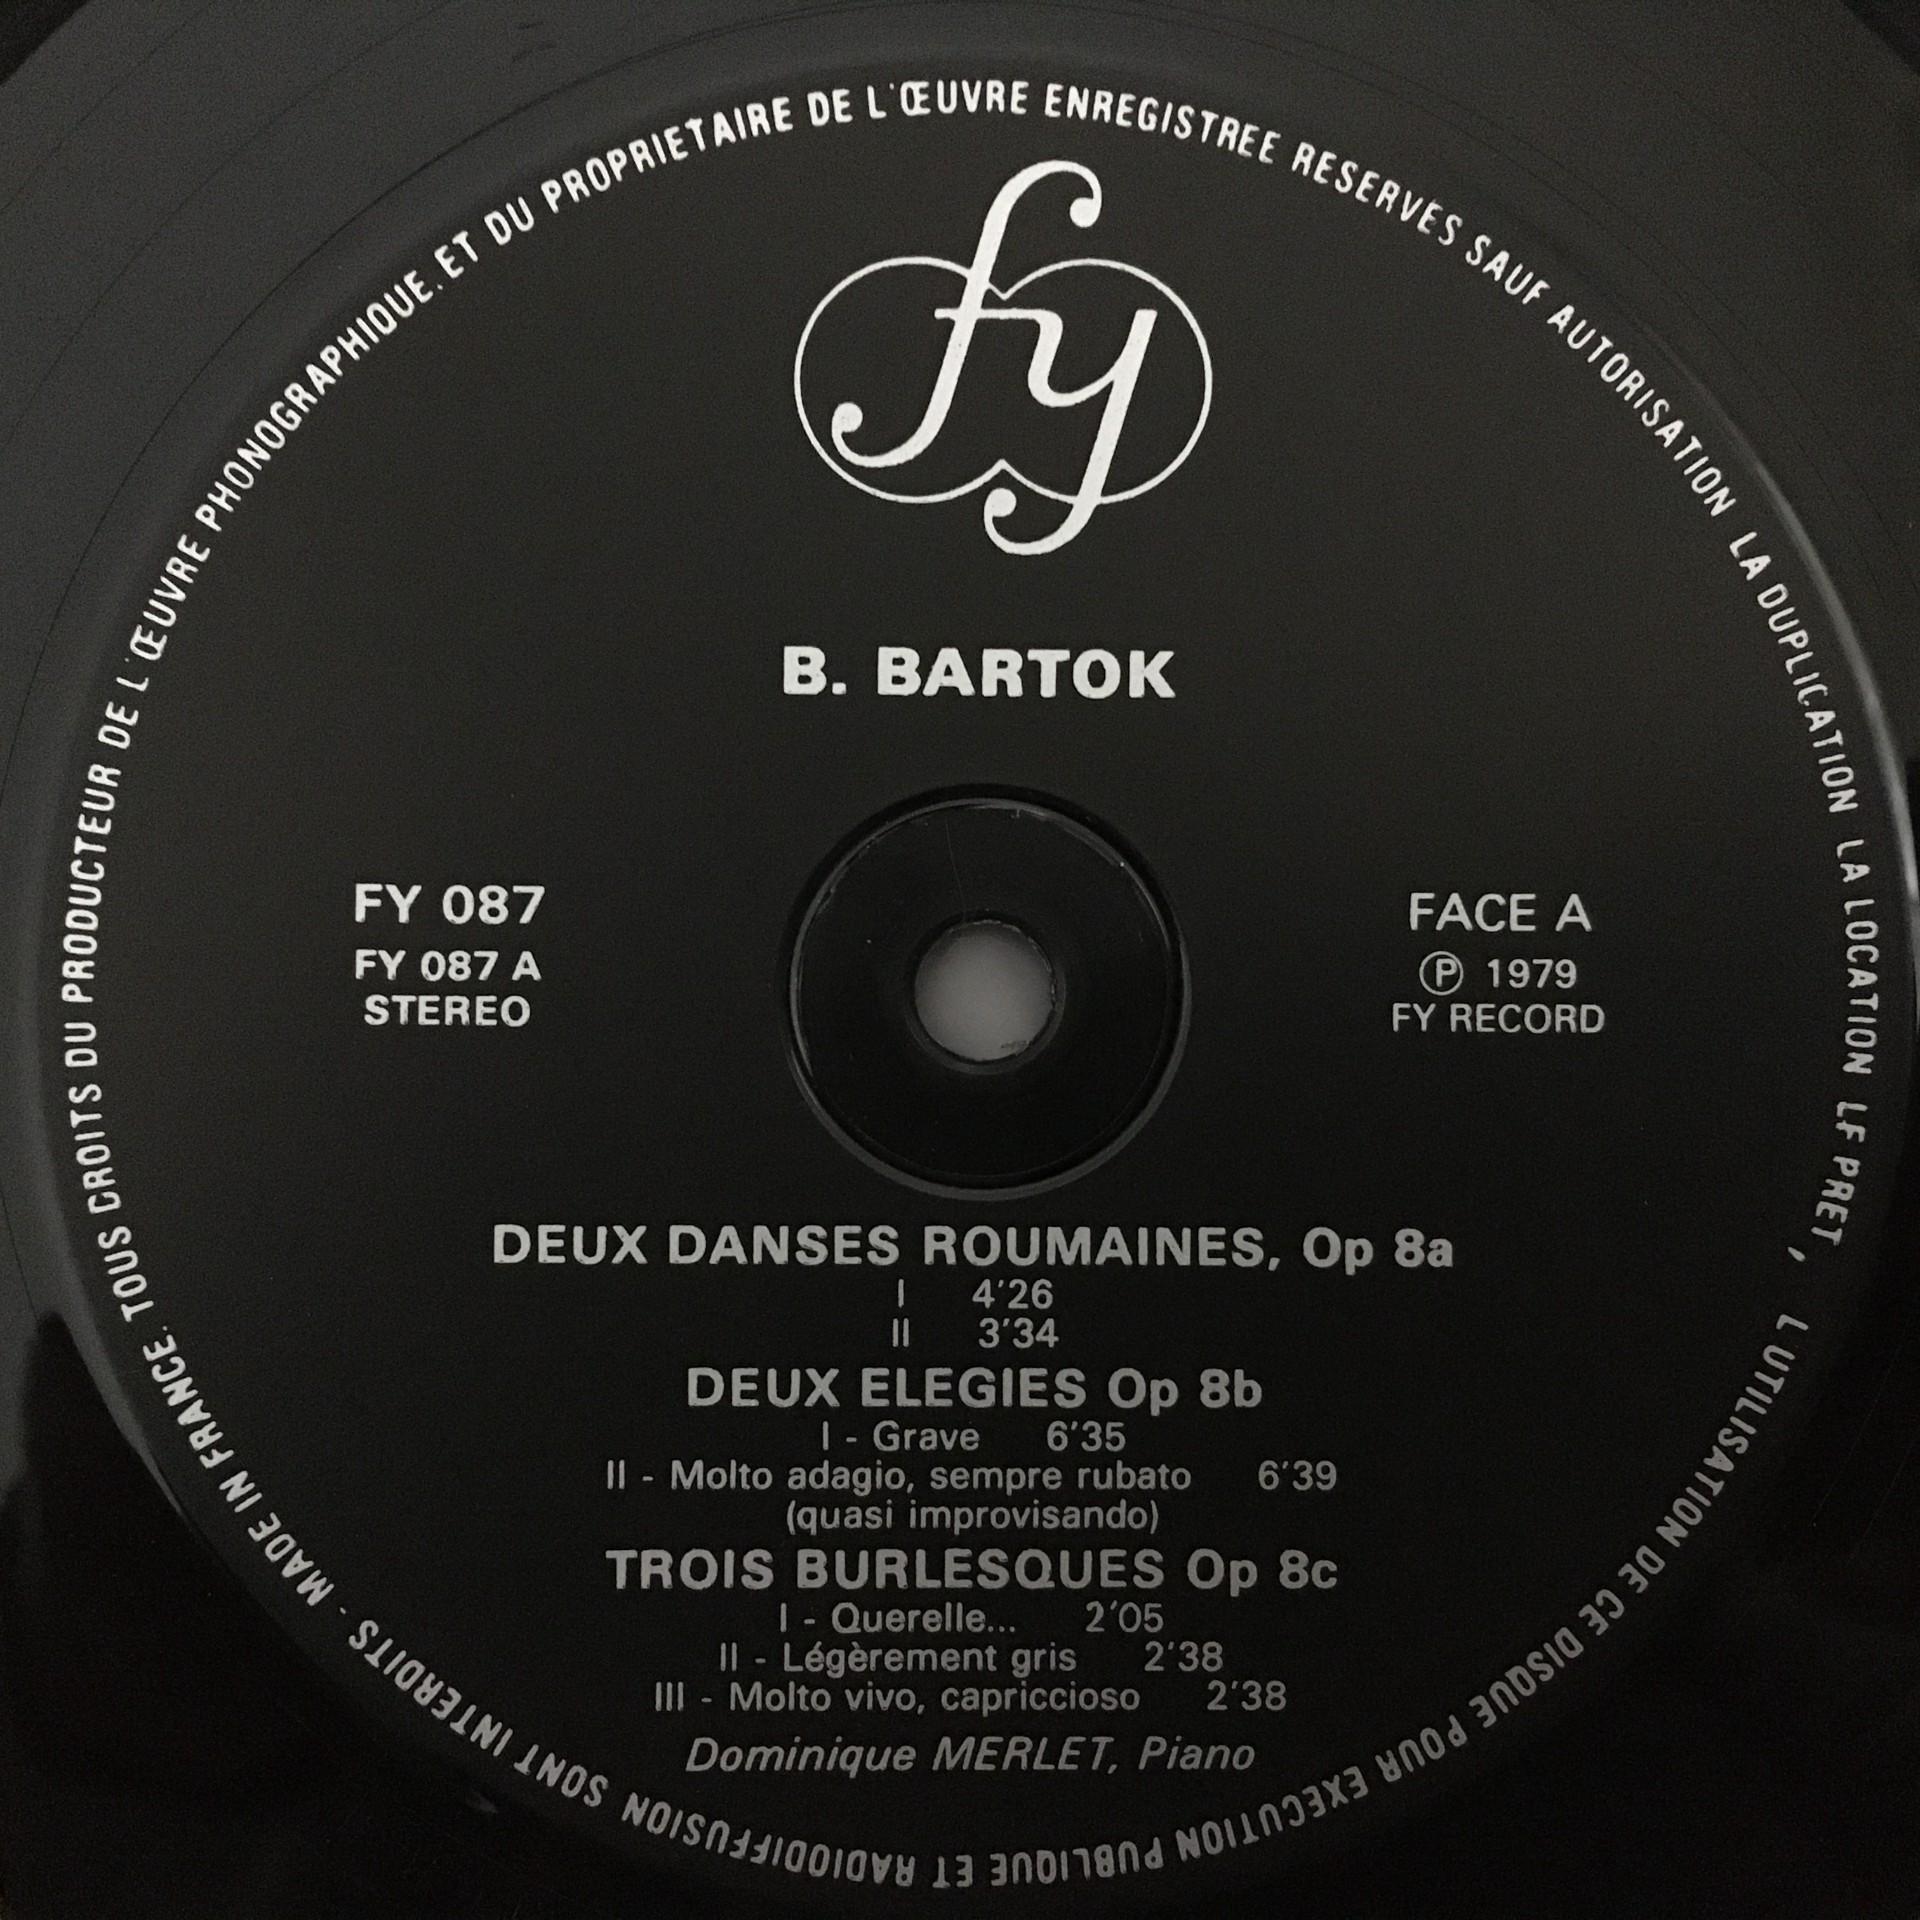 TOUS DROITS DU PRODUCTEUR DE L'ŒUVRE PHONOGRAPHIQUE. ET DU PROPRIETAIRE DE L'ŒUVRE ENREGISTREE RESERVES SAUF AUTORISATION LA DUPLICATION LA LOCATION LE PRET, L'UTILISATION DE CE DISQUE POUR EXECUTION PUBLIQUE ET RADIODIFFUSION SONT INTERDITS - MADE IN FRANCE.
fy
B. BARTOK
FY 087
FY 087 A
STEREO
FACE A
Ⓟ 1979
FY RECORD
DEUX DANSES ROUMAINES, Op 8a
I 4'26
II 3'34
DEUX ELEGIES Op 8b
I - Grave 6'35
II - Molto adagio, sempre rubato 6'39
(quasi improvisando)
TROIS BURLESQUES Op 8c
I - Querelle... 2'05
II - Légèrement gris 2'38
III - Molto vivo, capriccioso 2'38
Dominique MERLET, Piano